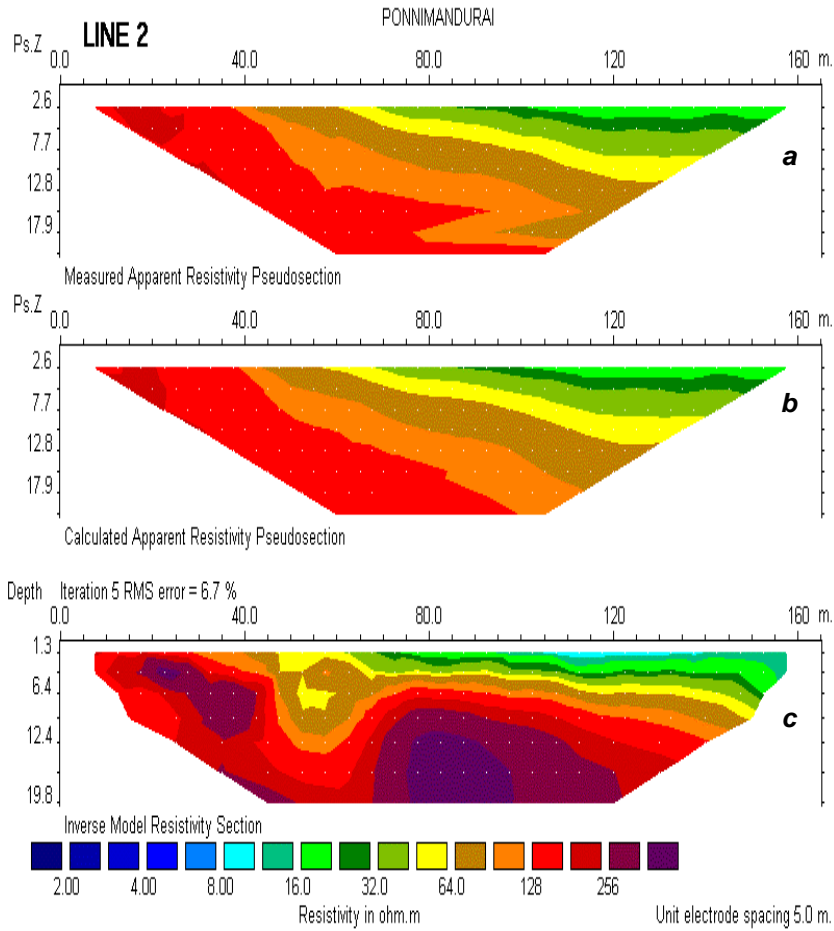 PONNIMANDURAI
LINE 2
Ps.Z 0.0 40.0 80.0 120 160 m.
2.6
7.7
12.8
17.9
a
Measured Apparent Resistivity Pseudosection
Ps.Z 0.0 40.0 80.0 120 160 m.
2.6
7.7
12.8
17.9
b
Calculated Apparent Resistivity Pseudosection
Depth Iteration 5 RMS error = 6.7 %
0.0 40.0 80.0 120 160 m.
1.3
6.4
12.4
19.8
c
Inverse Model Resistivity Section
2.00 4.00 8.00 16.0 32.0 64.0 128 256
Resistivity in ohm.m Unit electrode spacing 5.0 m.